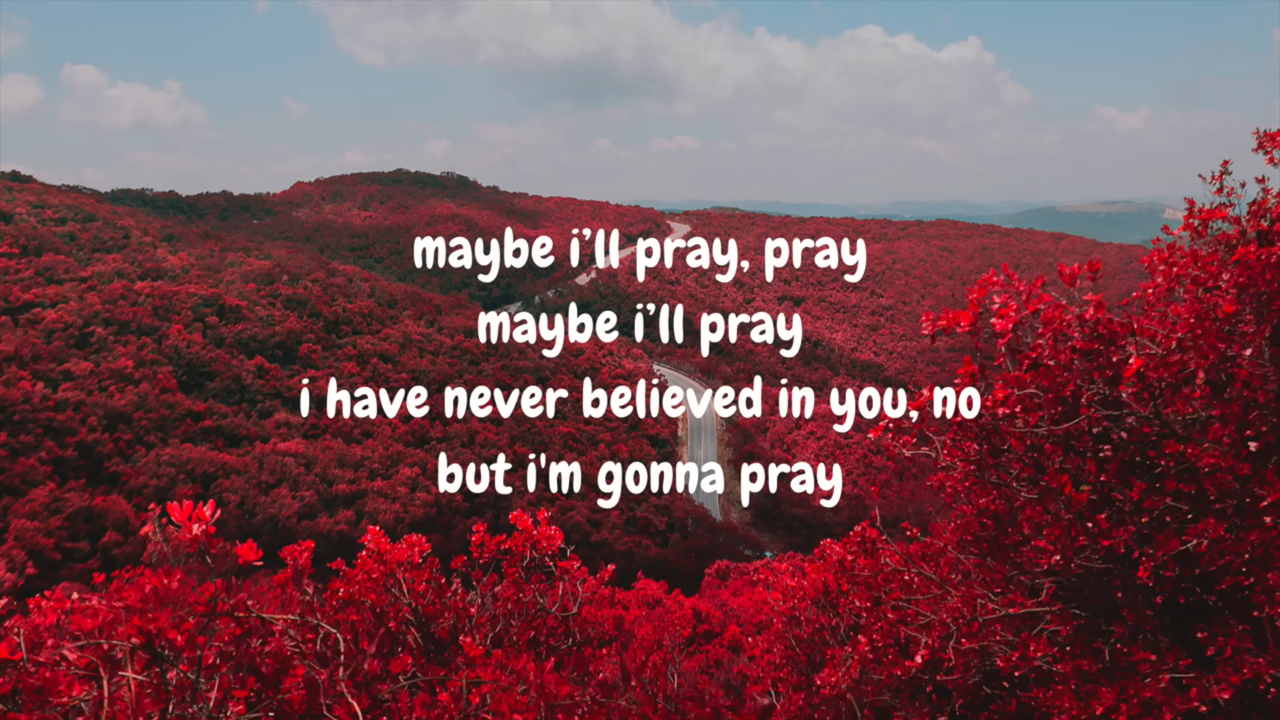 maybe i’ll pray, pray
maybe i’ll pray
i have never believed in you, no
but i'm gonna pray